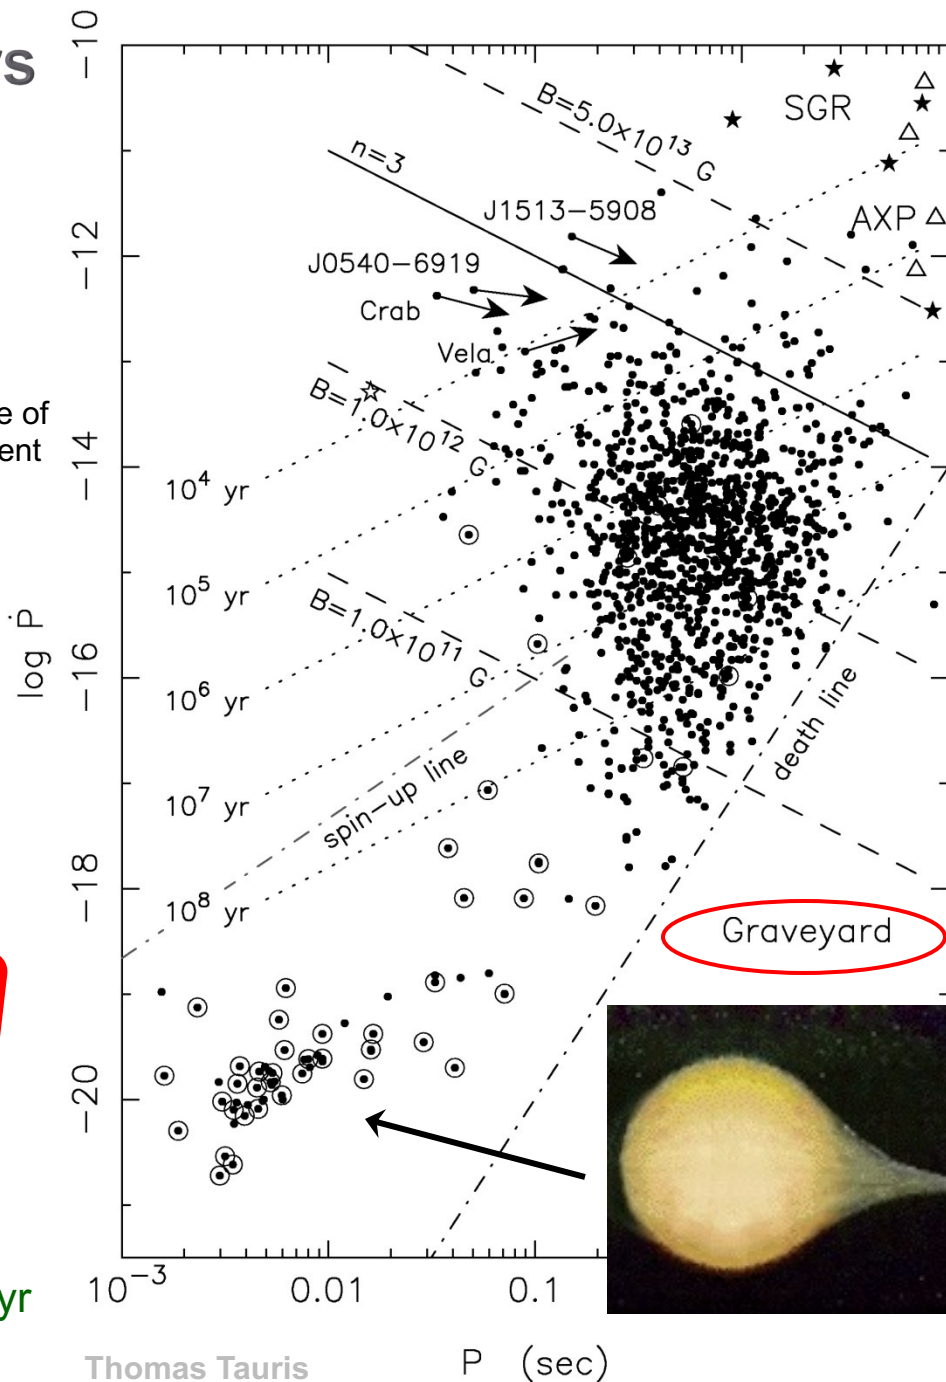 ys
e of
ent
yr
log Ṗ
-10
-12
-14
-16
-18
-20
SGR
B=5.0×10¹³ G
n=3
J1513-5908
AXP
J0540-6919
Crab
Vela
B=1.0×10¹² G
10⁴ yr
10⁵ yr
B=1.0×10¹¹ G
10⁶ yr
death line
10⁷ yr
spin-up line
10⁸ yr
Graveyard
10⁻³ 0.01 0.1
P (sec)
Thomas Tauris